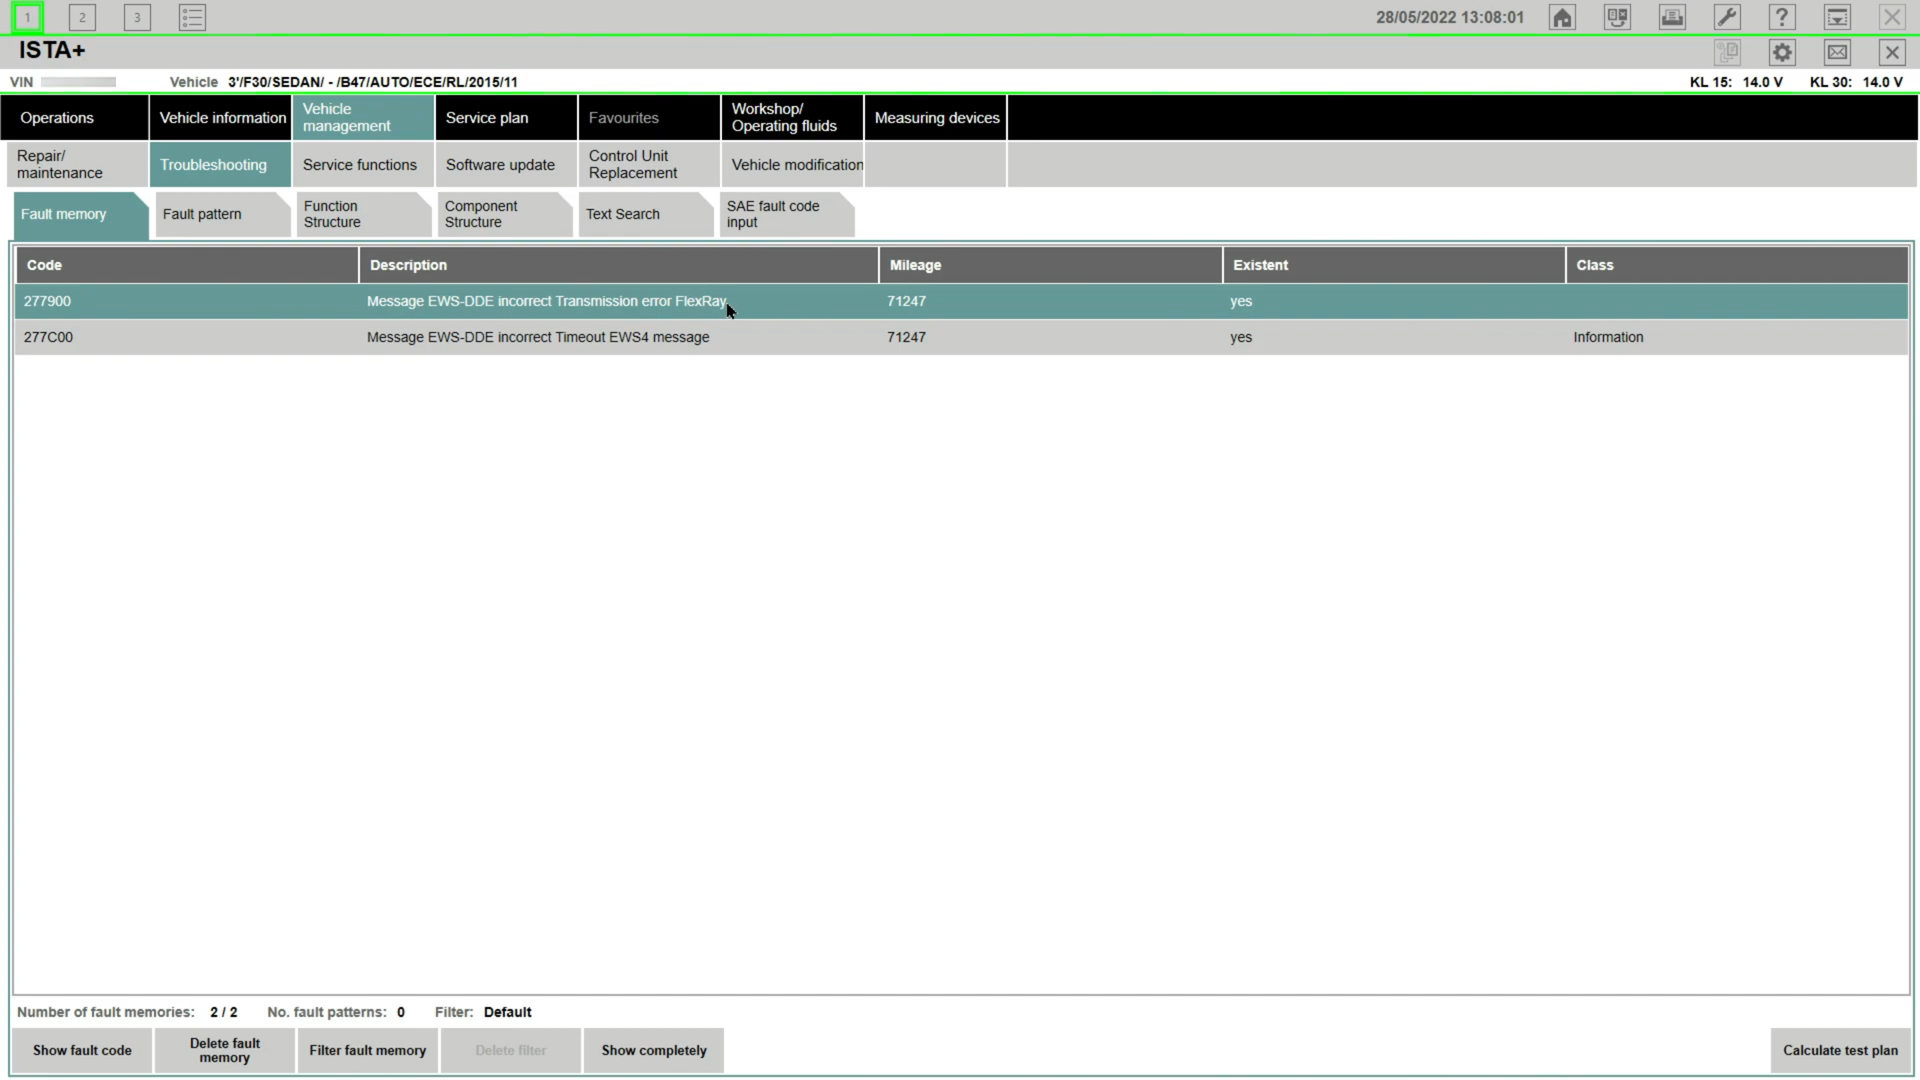 1 2 3 28/05/2022 13:08:01 ?
ISTA+
VIN Vehicle 3'/F30/SEDAN/ - /B47/AUTO/ECE/RL/2015/11 KL 15: 14.0 V KL 30: 14.0 V
Operations
Vehicle information
Vehicle
management
Service plan
Favourites
Workshop/
Operating fluids
Measuring devices
Repair/
maintenance
Troubleshooting
Service functions
Software update
Control Unit
Replacement
Vehicle modification
Fault memory
Fault pattern
Function
Structure
Component
Structure
Text Search
SAE fault code
input
Code Description Mileage Existent Class
277900 Message EWS-DDE incorrect Transmission error FlexRay 71247 yes
277C00 Message EWS-DDE incorrect Timeout EWS4 message 71247 yes Information
Number of fault memories: 2 / 2 No. fault patterns: 0 Filter: Default
Show fault code
Delete fault
memory
Filter fault memory
Delete filter
Show completely
Calculate test plan